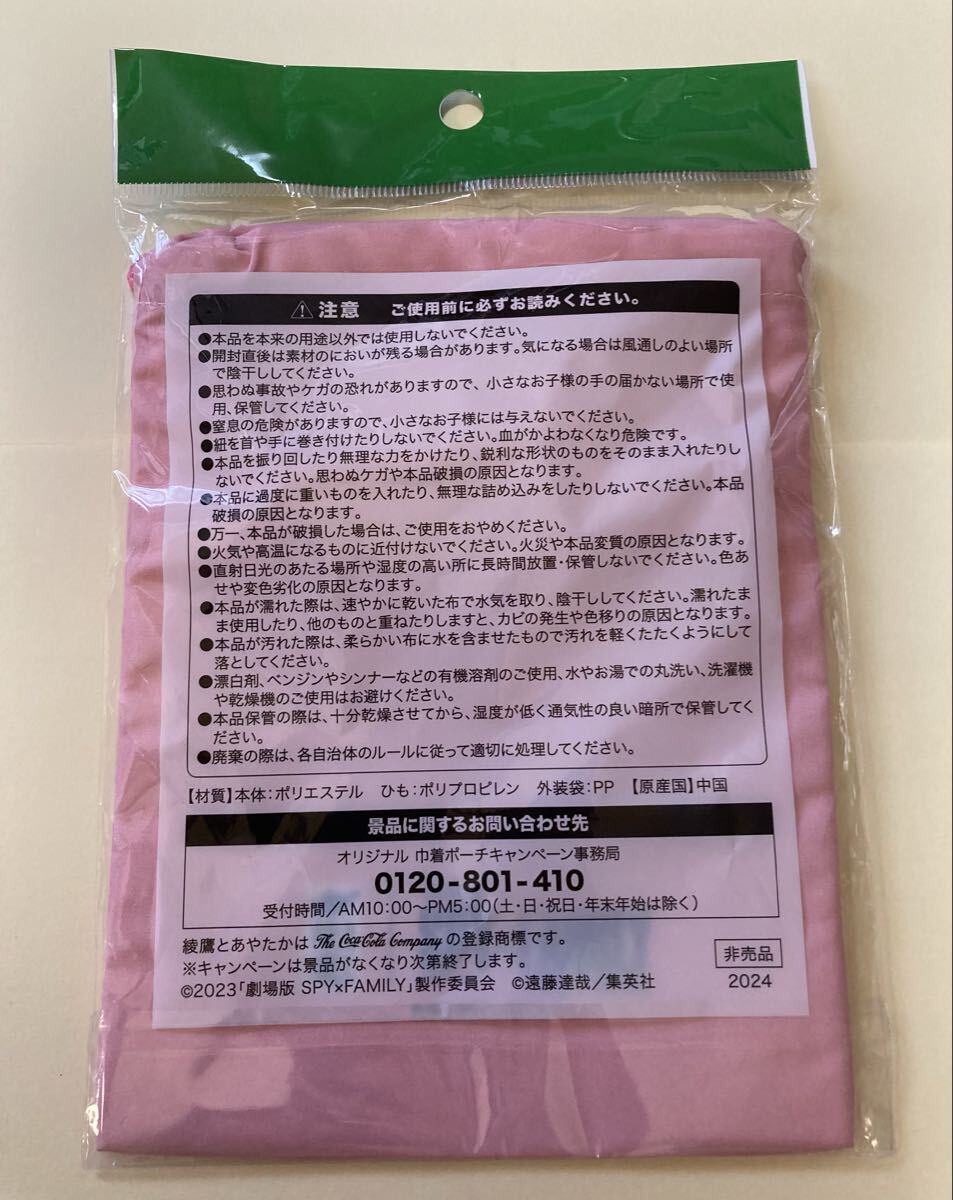 ⚠注意 ご使用前に必ずお読みください。
●本品を本来の用途以外では使用しないでください。
●開封直後は素材のにおいが残る場合があります。気になる場合は風通しのよい場所
で陰干ししてください。
●思わぬ事故やケガの恐れがありますので、小さなお子様の手の届かない場所で使
用、保管してください。
●窒息の危険がありますので、小さなお子様には与えないでください。
●紐を首や手に巻き付けたりしないでください。血がかよわなくなり危険です。
●本品を振り回したり無理な力をかけたり、鋭利な形状のものをそのまま入れたりし
ないでください。思わぬケガや本品破損の原因となります。
●本品に過度に重いものを入れたり、無理な詰め込みをしたりしないでください。本品
破損の原因となります。
●万一、本品が破損した場合は、ご使用をおやめください。
●火気や高温になるものに近付けないでください。火災や本品変質の原因となります。
●直射日光のあたる場所や湿度の高い所に長時間放置・保管しないでください。色あ
せや変色劣化の原因となります。
●本品が濡れた際は、速やかに乾いた布で水気を取り、陰干ししてください。濡れたま
ま使用したり、他のものと重ねたりしますと、カビの発生や色移りの原因となります。
●本品が汚れた際は、柔らかい布に水を含ませたもので汚れを軽くたたくようにして
落としてください。
●漂白剤、ベンジンやシンナーなどの有機溶剤のご使用、水やお湯での丸洗い、洗濯機
や乾燥機のご使用はお避けください。
●本品保管の際は、十分乾燥させてから、湿度が低く通気性の良い暗所で保管してく
ださい。
●廃棄の際は、各自治体のルールに従って適切に処理してください。
【材質】本体：ポリエステル ひも：ポリプロピレン 外装袋：PP 【原産国】中国
景品に関するお問い合わせ先
オリジナル 巾着ポーチキャンペーン事務局
0120-801-410
受付時間／AM10：00〜PM5：00（土・日・祝日・年末年始は除く）
綾鷹とあやたかは The Coca-Cola Company の登録商標です。
※キャンペーンは景品がなくなり次第終了します。
©2023「劇場版 SPY×FAMILY」製作委員会 ©遠藤達哉／集英社
非売品
2024